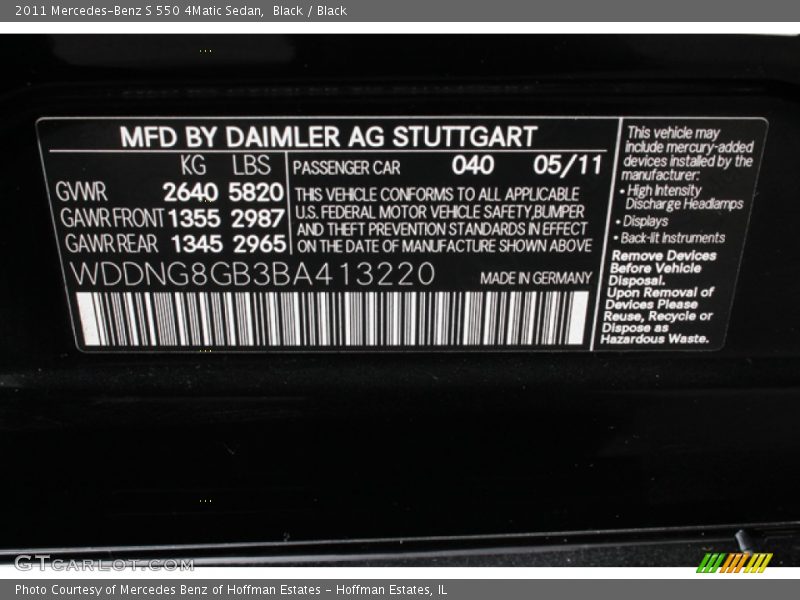 2011 Mercedes-Benz S 550 4Matic Sedan,  Black / Black
MFD BY DAIMLER AG STUTTGART
KG LBS
GVWR 2640 5820
GAWR FRONT 1355 2987
GAWR REAR 1345 2965
PASSENGER CAR 040 05/11
THIS VEHICLE CONFORMS TO ALL APPLICABLE
U.S. FEDERAL MOTOR VEHICLE SAFETY,BUMPER
AND THEFT PREVENTION STANDARDS IN EFFECT
ON THE DATE OF MANUFACTURE SHOWN ABOVE
WDDNG8GB3BA413220
MADE IN GERMANY
This vehicle may
include mercury-added
devices installed by the
manufacturer:
• High Intensity
Discharge Headlamps
• Displays
• Back-lit Instruments
Remove Devices
Before Vehicle
Disposal.
Upon Removal of
Devices Please
Reuse, Recycle or
Dispose as
Hazardous Waste.
GTCarLot.com
Photo Courtesy of Mercedes Benz of Hoffman Estates - Hoffman Estates, IL